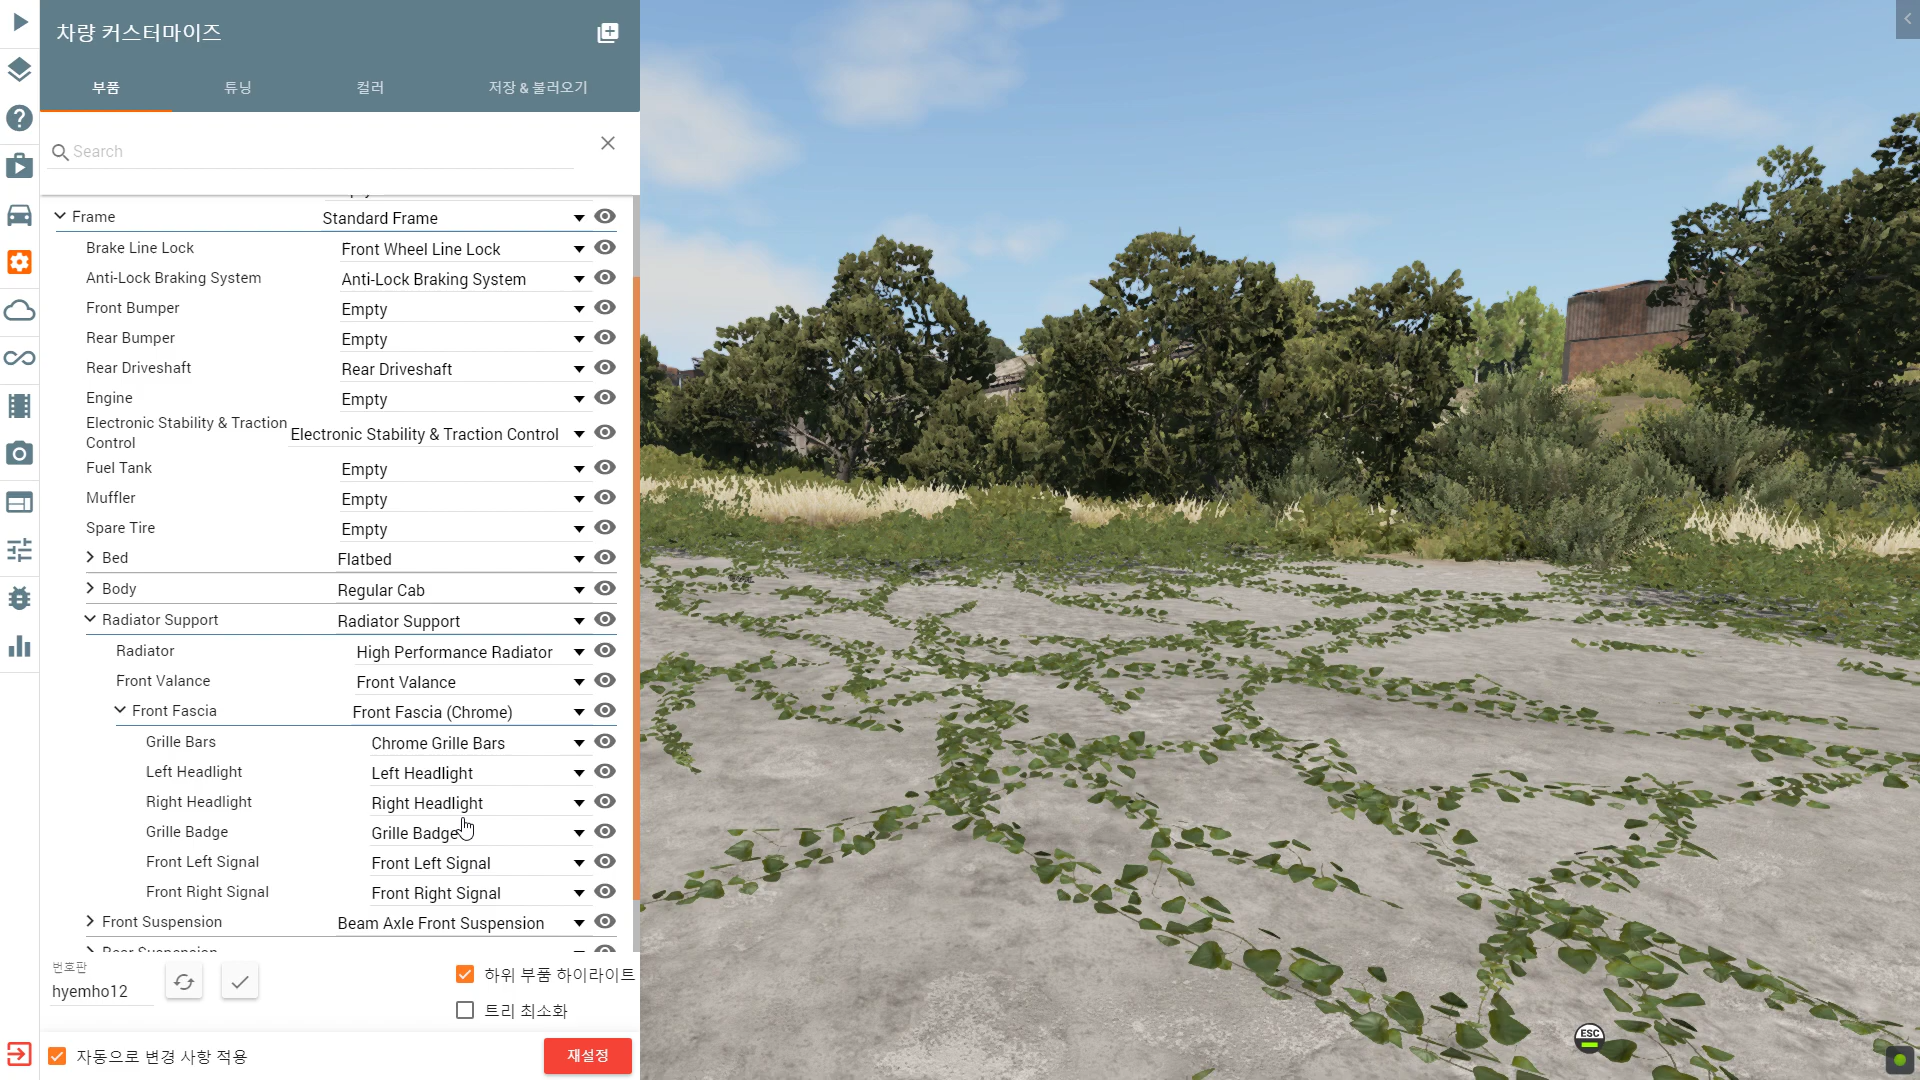 차량 커스터마이즈
부품 튜닝 컬러 저장 & 불러오기
Search
Frame Standard Frame
Brake Line Lock Front Wheel Line Lock
Anti-Lock Braking System Anti-Lock Braking System
Front Bumper Empty
Rear Bumper Empty
Rear Driveshaft Rear Driveshaft
Engine Empty
Electronic Stability & Traction
Control Electronic Stability & Traction Control
Fuel Tank Empty
Muffler Empty
Spare Tire Empty
Bed Flatbed
Body Regular Cab
Radiator Support Radiator Support
Radiator High Performance Radiator
Front Valance Front Valance
Front Fascia Front Fascia (Chrome)
Grille Bars Chrome Grille Bars
Left Headlight Left Headlight
Right Headlight Right Headlight
Grille Badge Grille Badge
Front Left Signal Front Left Signal
Front Right Signal Front Right Signal
Front Suspension Beam Axle Front Suspension
Rear Suspension
번호판
hyemho12
하위 부품 하이라이트
트리 최소화
자동으로 변경 사항 적용
재설정
ESC